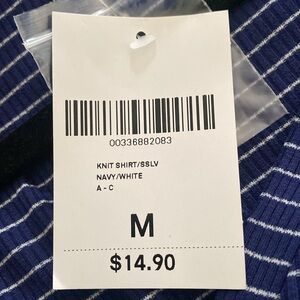 00336882083
KNIT SHIRT/SSLV
NAVY/WHITE
A - C
M
$14.90